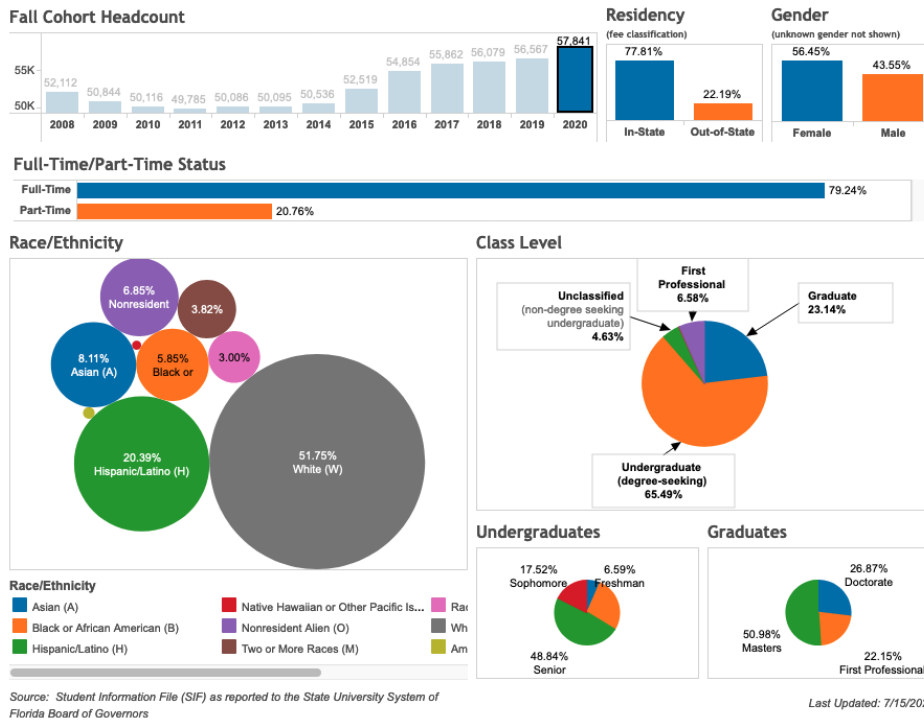 Fall Cohort Headcount
55K
50K
52,112
50,844
50,116
49,785
50,086
50,095
50,536
52,519
54,854
55,862
56,079
56,567
57,841
2008
2009
2010
2011
2012
2013
2014
2015
2016
2017
2018
2019
2020
Residency
(fee classification)
77.81%
22.19%
In-State
Out-of-State
Gender
(unknown gender not shown)
56.45%
43.55%
Female
Male
Full-Time/Part-Time Status
Full-Time
79.24%
Part-Time
20.76%
Race/Ethnicity
6.85%
Nonresident
3.82%
8.11%
Asian (A)
5.85%
Black or
3.00%
20.39%
Hispanic/Latino (H)
51.75%
White (W)
Race/Ethnicity
Asian (A)
Black or African American (B)
Hispanic/Latino (H)
Native Hawaiian or Other Pacific Is...
Nonresident Alien (O)
Two or More Races (M)
Rac
Wh
Am
Class Level
First
Professional
6.58%
Unclassified
(non-degree seeking
undergraduate)
4.63%
Graduate
23.14%
Undergraduate
(degree-seeking)
65.49%
Undergraduates
17.52%
Sophomore
6.59%
Freshman
48.84%
Senior
Graduates
26.87%
Doctorate
50.98%
Masters
22.15%
First Professional
Source: Student Information File (SIF) as reported to the State University System of
Florida Board of Governors
Last Updated: 7/15/202